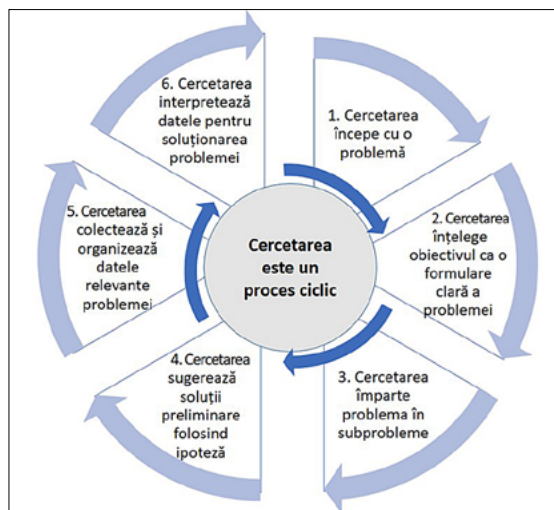 1. Cercetarea
începe cu o
problemă
2. Cercetarea
înțelege
obiectivul ca o
formulare
clară a
problemei
3. Cercetarea
împarte
problema în
subprobleme
4. Cercetarea
sugerează
soluții
preliminare
folosind
ipoteză
5. Cercetarea
colectează și
organizează
datele
relevante
problemei
6. Cercetarea
interpretează
datele pentru
soluționarea
problemei
Cercetarea
este un
proces ciclic